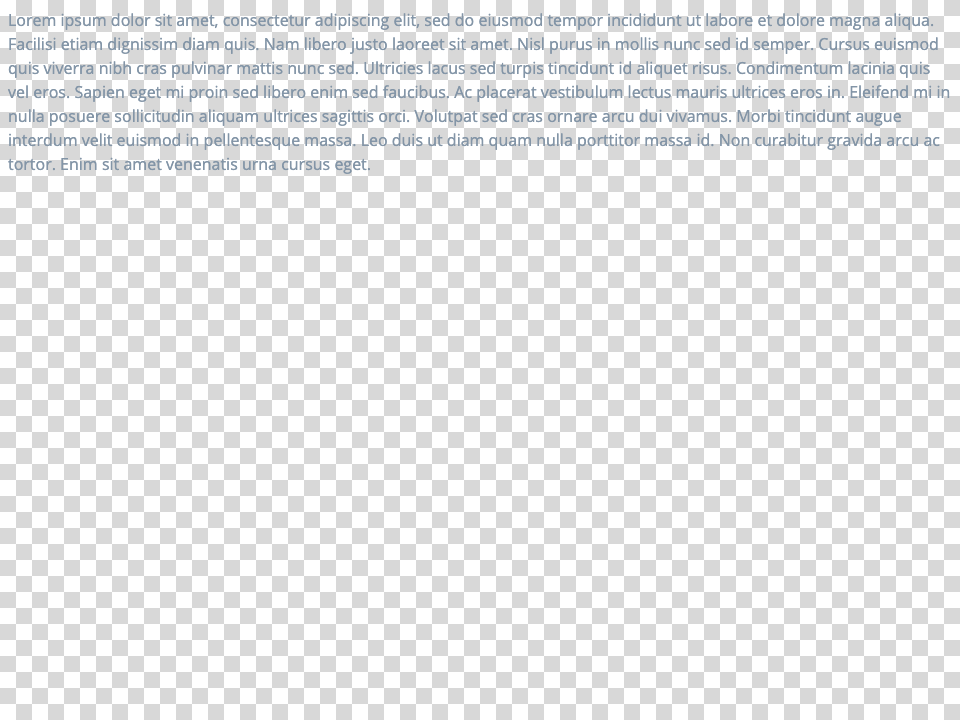 Lorem ipsum dolor sit amet, consectetur adipiscing elit, sed do eiusmod tempor incididunt ut labore et dolore magna aliqua.
Facilisi etiam dignissim diam quis. Nam libero justo laoreet sit amet. Nisl purus in mollis nunc sed id semper. Cursus euismod
quis viverra nibh cras pulvinar mattis nunc sed. Ultricies lacus sed turpis tincidunt id aliquet risus. Condimentum lacinia quis
vel eros. Sapien eget mi proin sed libero enim sed faucibus. Ac placerat vestibulum lectus mauris ultrices eros in. Eleifend mi in
nulla posuere sollicitudin aliquam ultrices sagittis orci. Volutpat sed cras ornare arcu dui vivamus. Morbi tincidunt augue
interdum velit euismod in pellentesque massa. Leo duis ut diam quam nulla porttitor massa id. Non curabitur gravida arcu ac
tortor. Enim sit amet venenatis urna cursus eget.